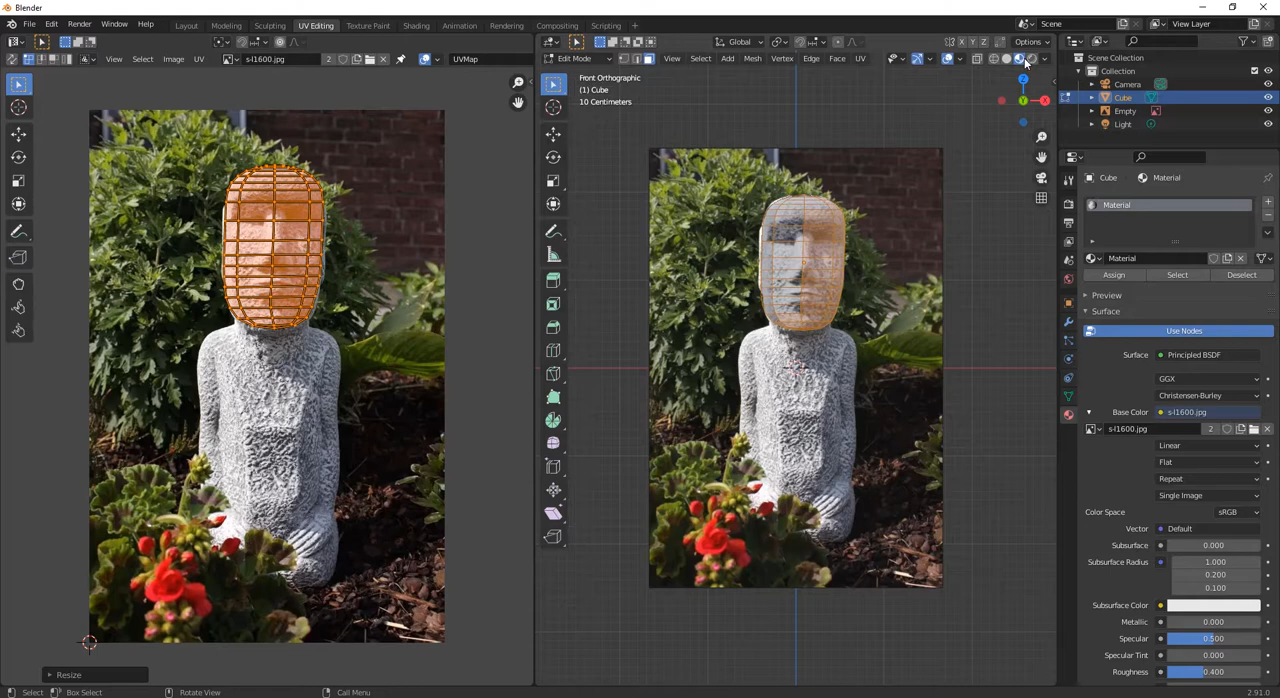 Blender
File Edit Render Window Help Layout Modeling Sculpting UV Editing Texture Paint Shading Animation Rendering Compositing Scripting + Scene View Layer
Global Options
View Select Image UV s-l1600.jpg 2 UVMap
Edit Mode View Select Add Mesh Vertex Edge Face UV
X Y Z
Front Orthographic
(1) Cube
10 Centimeters
Z
Y
X
Scene Collection
Collection
Camera
Cube
Empty
Light
Cube Material
Material
Material
Assign Select Deselect
Preview
Surface
Use Nodes
Surface Principled BSDF
GGX
Christensen-Burley
Base Color s-l1600.jpg
s-l1600.jpg 2
Linear
Flat
Repeat
Single Image
Color Space sRGB
Vector Default
Subsurface 0.000
Subsurface Radius 1.000
0.200
0.100
Subsurface Color
Metallic 0.000
Specular 0.500
Specular Tint 0.000
Roughness 0.400
Resize
Select Box Select Rotate View Call Menu 2.91.0